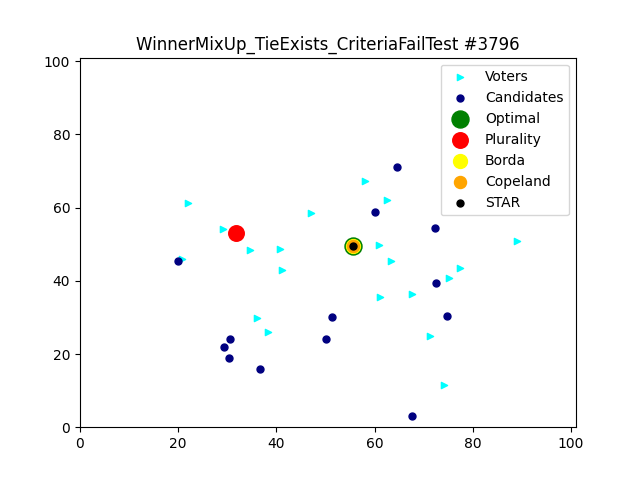 WinnerMixUp_TieExists_CriteriaFailTest #3796
Voters
Candidates
Optimal
Plurality
Borda
Copeland
STAR
100
80
60
40
20
0
0 20 40 60 80 100